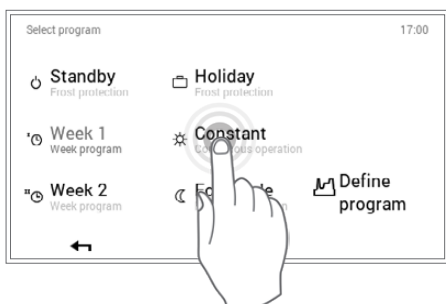 Select program
17:00
Standby
Frost protection
Holiday
Frost protection
Week 1
Week program
Constant
operation
Week 2
Week program
Define
program